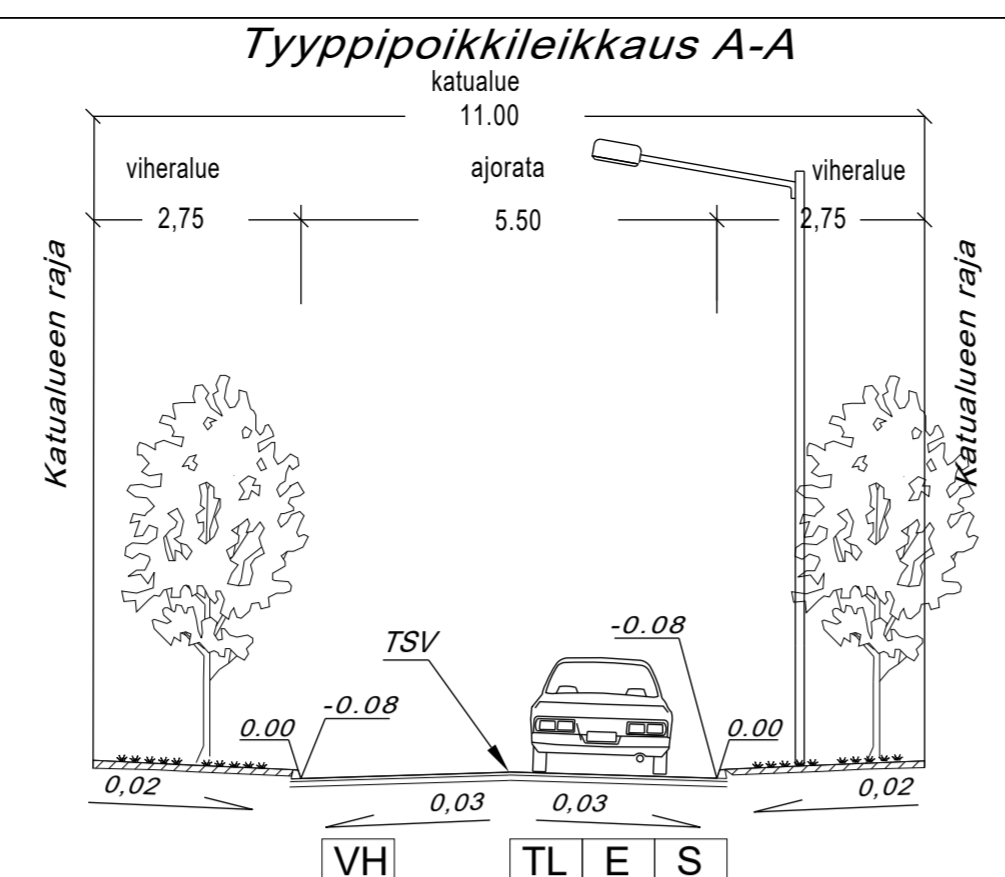 Tyyppipoikkileikkaus A-A
katualue
11.00
viheralue
ajorata
viheralue
2,75
5.50
2,75
Katualueen raja
Katualueen raja
TSV
-0.08
-0.08
0.00
0.00
0,02
0,03
0,03
0,02
VH
TL E S